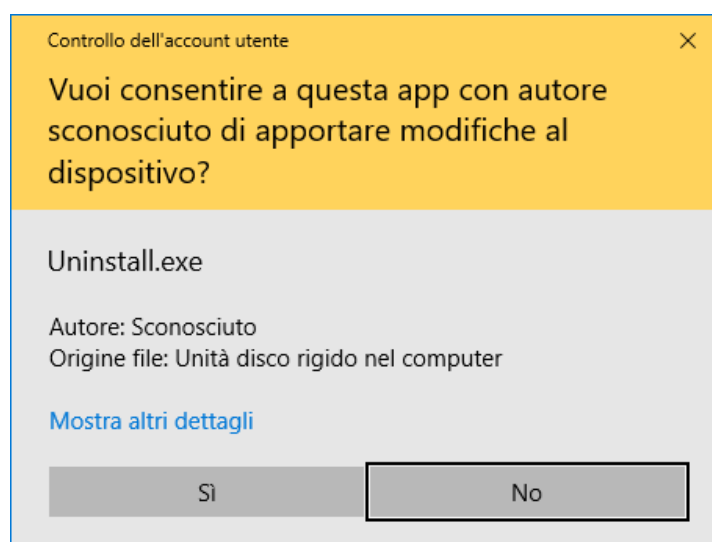 Controllo dell'account utente
Vuoi consentire a questa app con autore
sconosciuto di apportare modifiche al
dispositivo?
Uninstall.exe
Autore: Sconosciuto
Origine file: Unità disco rigido nel computer
Mostra altri dettagli
Sì
No